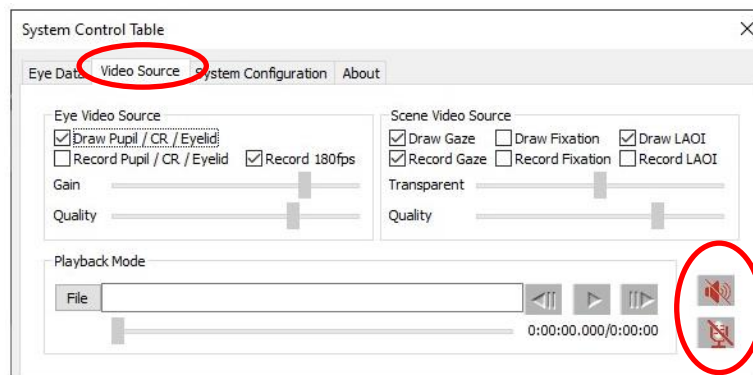 System Control Table
Eye Data Video Source System Configuration About
Eye Video Source
Draw Pupil / CR / Eyelid
Record Pupil / CR / Eyelid Record 180fps
Gain
Quality
Scene Video Source
Draw Gaze Draw Fixation Draw LAOI
Record Gaze Record Fixation Record LAOI
Transparent
Quality
Playback Mode
File
0:00:00.000/0:00:00